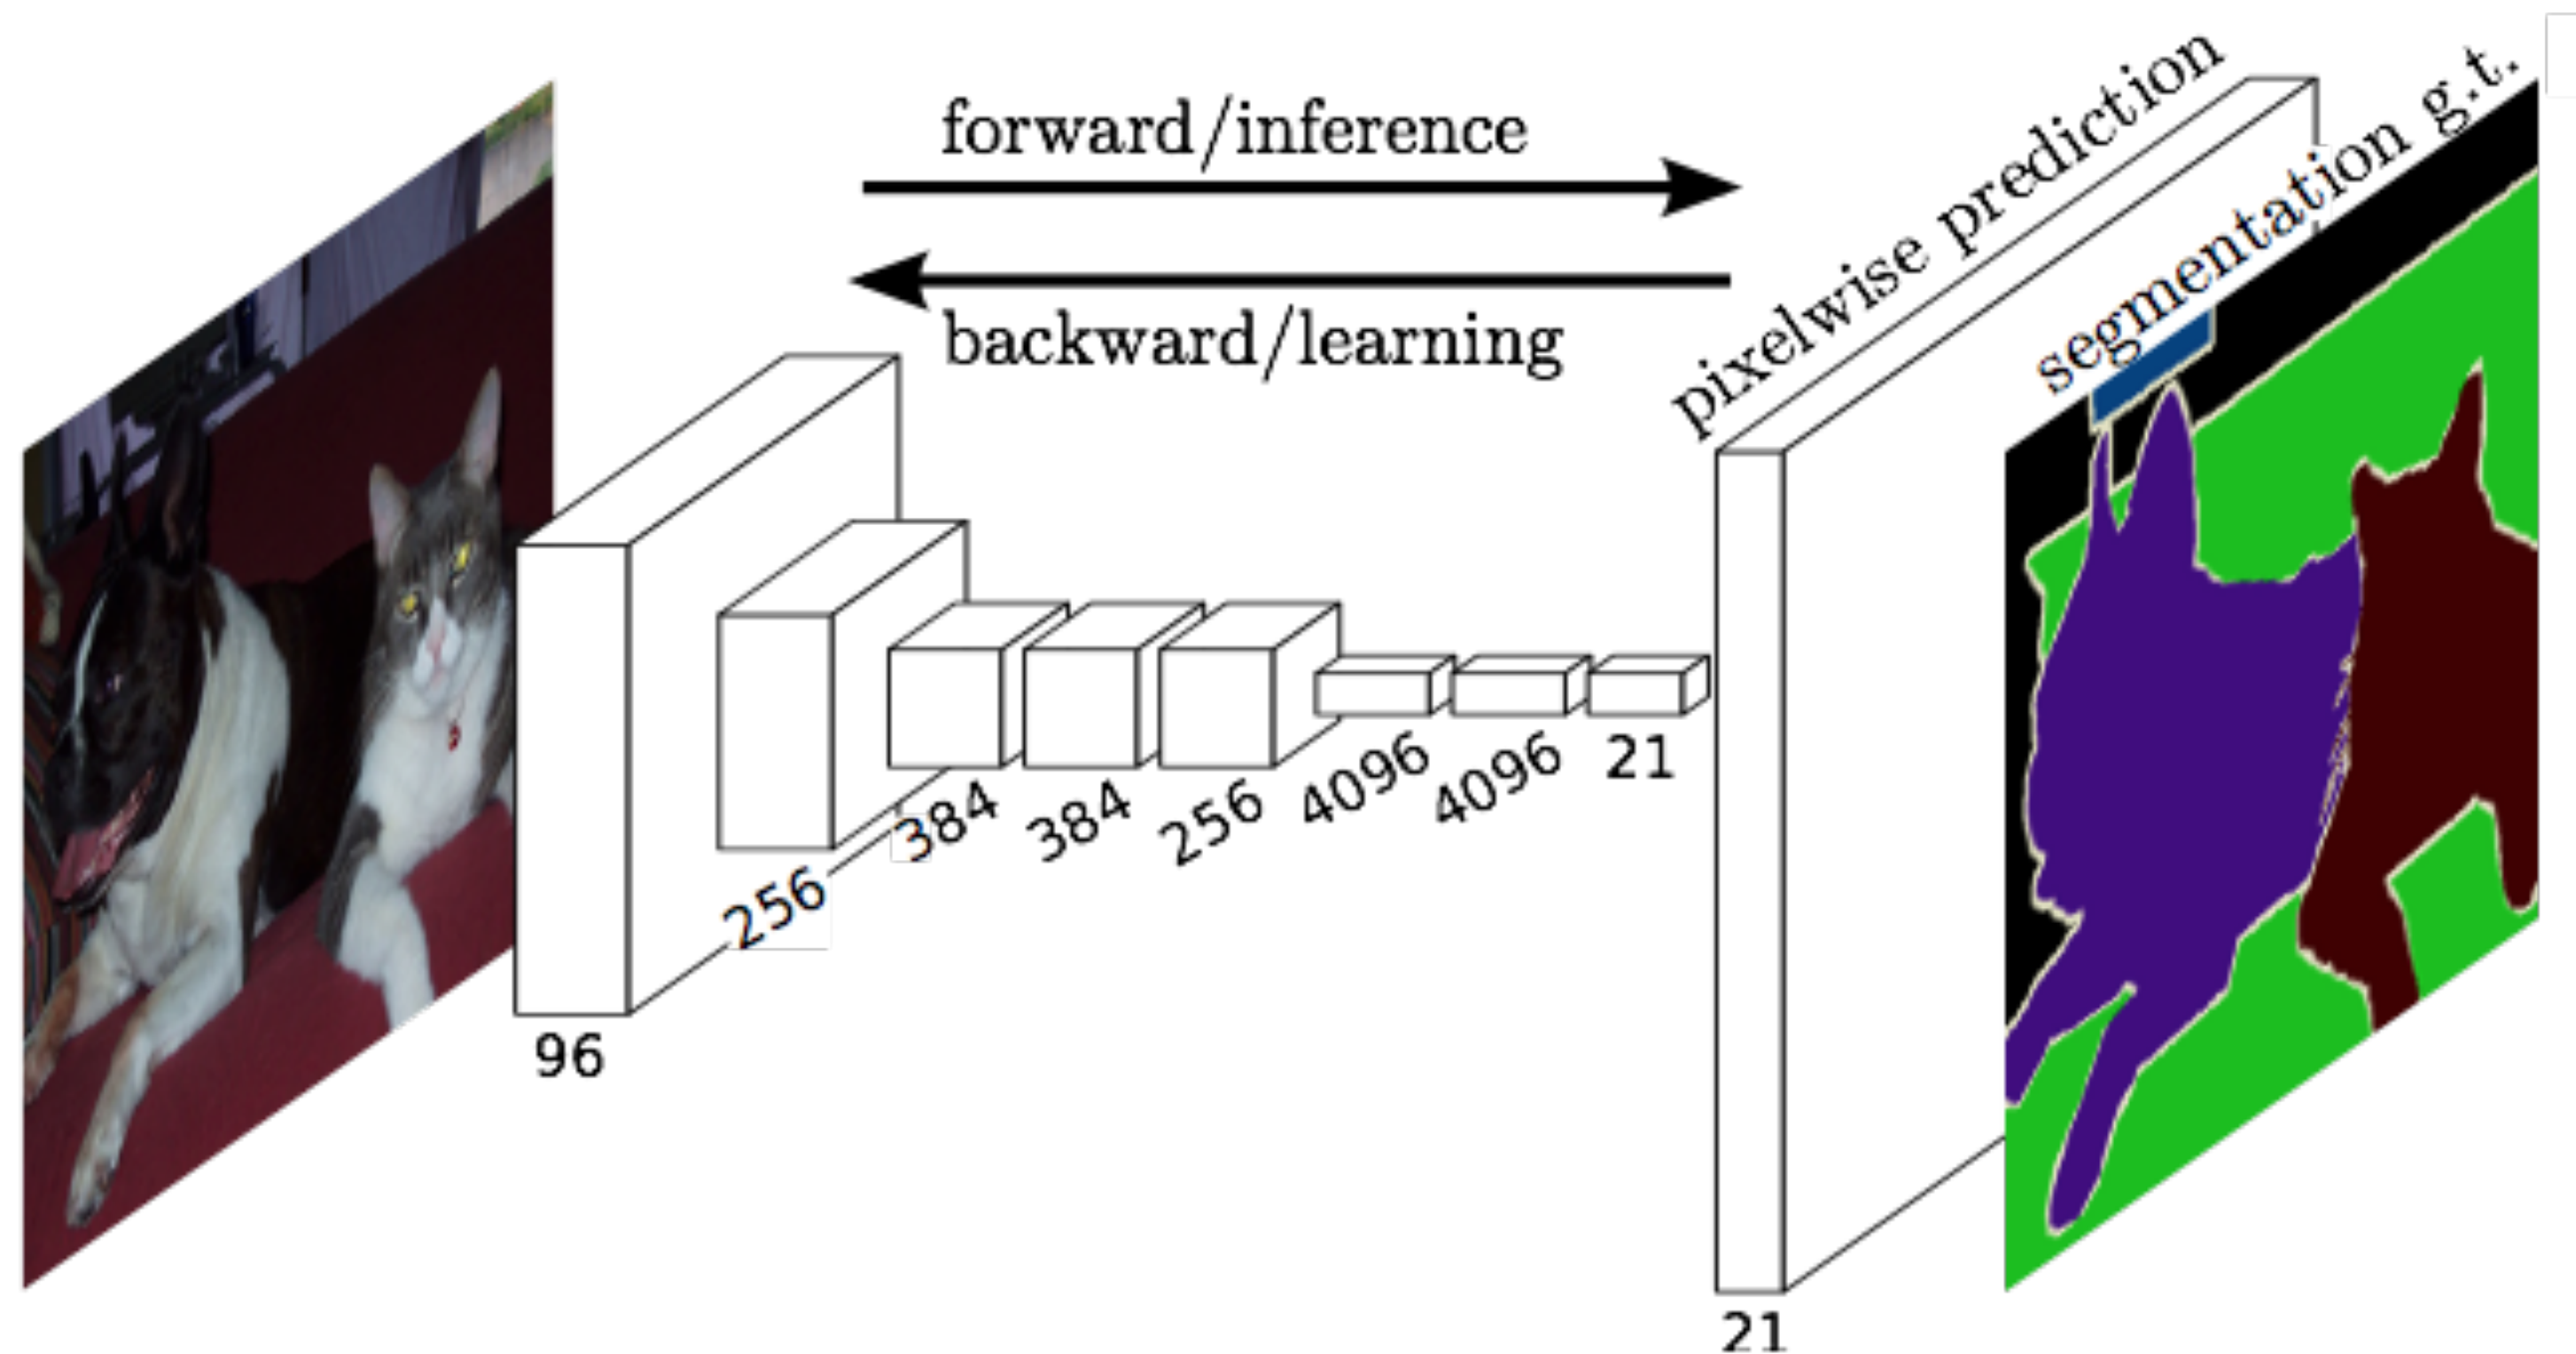 forward/inference
backward/learning
pixelwise prediction
segmentation g.t.
96
256
384
384
256
4096
4096
21
21